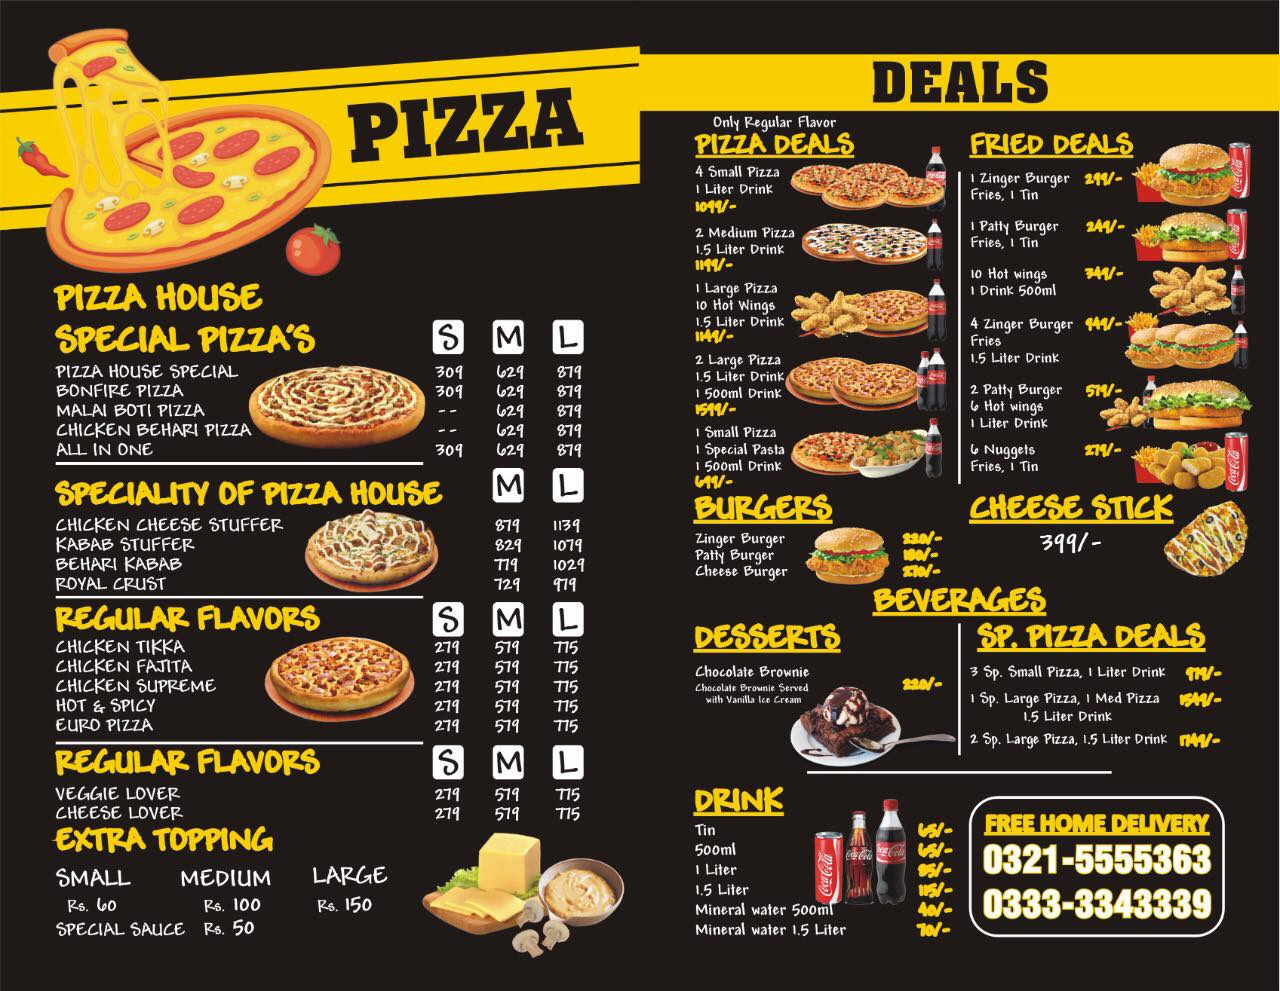 PIZZA
PIZZA HOUSE
SPECIAL PIZZA'S S M L
PIZZA HOUSE SPECIAL 309 629 879
BONFIRE PIZZA 309 629 879
MALAI BOTI PIZZA -- 629 879
CHICKEN BEHARI PIZZA -- 629 879
ALL IN ONE 309 629 879
SPECIALITY OF PIZZA HOUSE M L
CHICKEN CHEESE STUFFER 879 1139
KABAB STUFFER 829 1079
BEHARI KABAB 779 1029
ROYAL CRUST 729 979
REGULAR FLAVORS S M L
CHICKEN TIKKA 279 579 775
CHICKEN FAJITA 279 579 775
CHICKEN SUPREME 279 579 775
HOT & SPICY 279 579 775
EURO PIZZA 279 579 775
REGULAR FLAVORS S M L
VEGGIE LOVER 279 579 775
CHEESE LOVER 279 579 775
EXTRA TOPPING
SMALL MEDIUM LARGE
Rs. 60 Rs. 100 Rs. 150
SPECIAL SAUCE Rs. 50
DEALS
Only Regular Flavor
PIZZA DEALS
4 Small Pizza
1 Liter Drink
1099/-
2 Medium Pizza
1.5 Liter Drink
1199/-
1 Large Pizza
10 Hot Wings
1.5 Liter Drink
1149/-
2 Large Pizza
1.5 Liter Drink
1 500ml Drink
1599/-
1 Small Pizza
1 Special Pasta
1 500ml Drink
699/-
FRIED DEALS
1 Zinger Burger 299/-
Fries, 1 Tin
1 Patty Burger 249/-
Fries, 1 Tin
10 Hot wings 349/-
1 Drink 500ml
4 Zinger Burger 949/-
Fries
1.5 Liter Drink
2 Patty Burger 579/-
6 Hot wings
1 Liter Drink
6 Nuggets 279/-
Fries, 1 Tin
BURGERS
Zinger Burger 220/-
Patty Burger 180/-
Cheese Burger 270/-
CHEESE STICK
399/-
BEVERAGES
DESSERTS
Chocolate Brownie
Chocolate Brownie Served 220/-
with Vanilla Ice Cream
SP. PIZZA DEALS
3 Sp. Small Pizza, 1 Liter Drink 979/-
1 Sp. Large Pizza, 1 Med Pizza 1549/-
1.5 Liter Drink
2 Sp. Large Pizza, 1.5 Liter Drink 1749/-
DRINK
Tin 65/-
500ml 65/-
1 Liter 85/-
1.5 Liter 115/-
Mineral water 500ml 40/-
Mineral water 1.5 Liter 70/-
Coca-Cola
Coca-Cola
Coca-Cola
FREE HOME DELIVERY
0321-5555363
0333-3343339